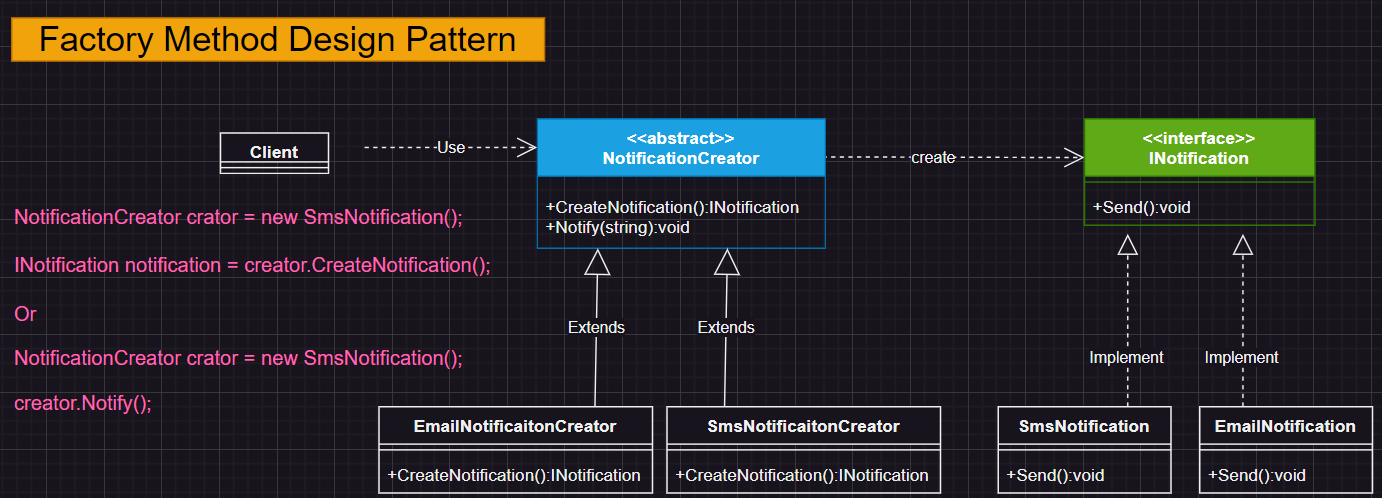 Factory Method Design Pattern
Client
Use
<<abstract>>
NotificationCreator
+CreateNotification():INotification
+Notify(string):void
create
<<interface>>
INotification
+Send():void
NotificationCreator crator = new SmsNotification();
INotification notification = creator.CreateNotification();
Or
NotificationCreator crator = new SmsNotification();
creator.Notify();
Extends
Extends
Implement
Implement
EmailNotificaitonCreator
+CreateNotification():INotification
SmsNotificaitonCreator
+CreateNotification():INotification
SmsNotification
+Send():void
EmailNotification
+Send():void